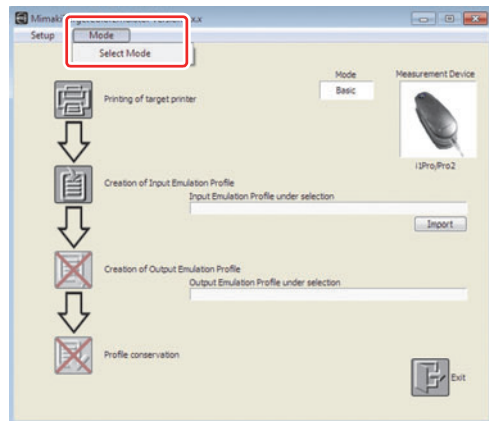 Mimaki
x.x
Setup Mode
Select Mode
Mode Measurement Device
Basic
Printing of target printer
i1Pro/Pro2
Creation of Input Emulation Profile
Input Emulation Profile under selection
Import
Creation of Output Emulation Profile
Output Emulation Profile under selection
Profile conservation
Exit